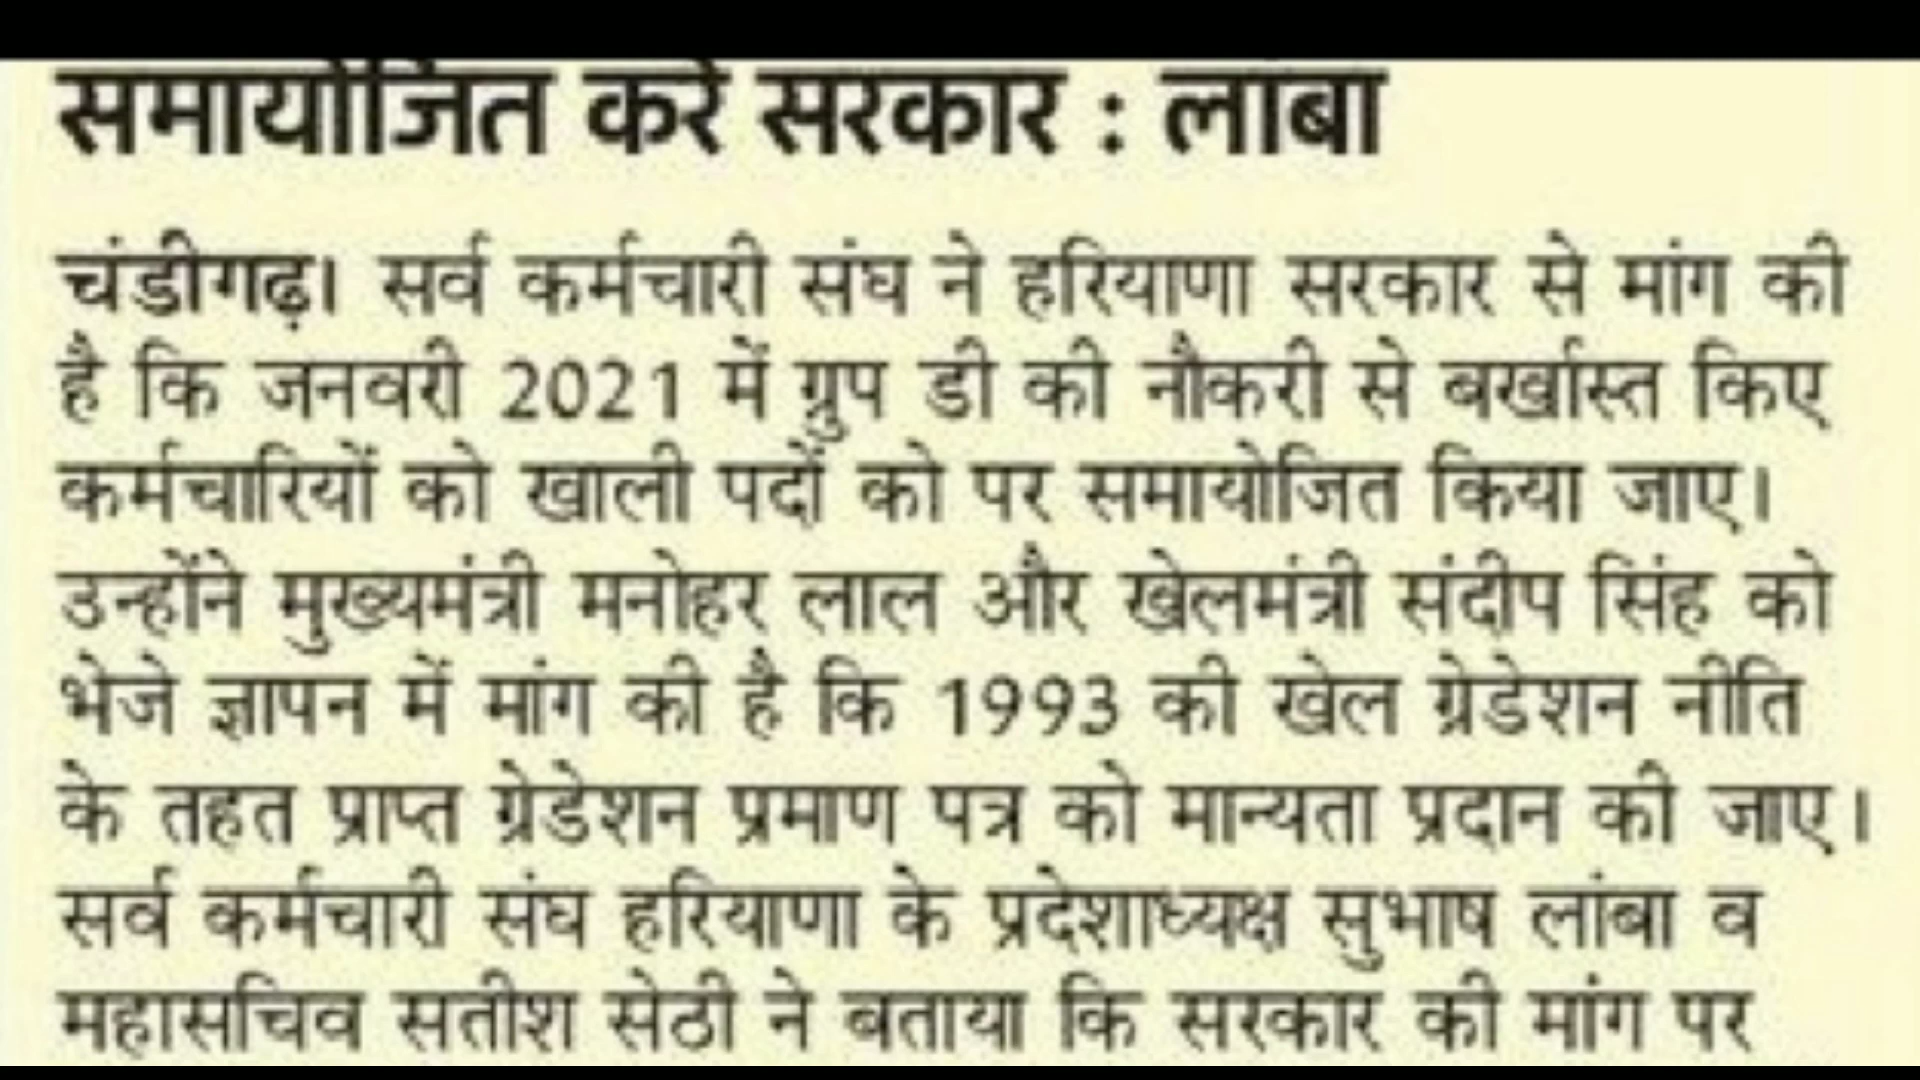 समायोजित करे सरकार : लांबा
चंडीगढ़। सर्व कर्मचारी संघ ने हरियाणा सरकार से मांग की
है कि जनवरी 2021 में ग्रुप डी की नौकरी से बर्खास्त किए
कर्मचारियों को खाली पदों को पर समायोजित किया जाए।
उन्होंने मुख्यमंत्री मनोहर लाल और खेलमंत्री संदीप सिंह को
भेजे ज्ञापन में मांग की है कि 1993 की खेल ग्रेडेशन नीति
के तहत प्राप्त ग्रेडेशन प्रमाण पत्र को मान्यता प्रदान की जाए।
सर्व कर्मचारी संघ हरियाणा के प्रदेशाध्यक्ष सुभाष लांबा व
महासचिव सतीश सेठी ने बताया कि सरकार की मांग पर